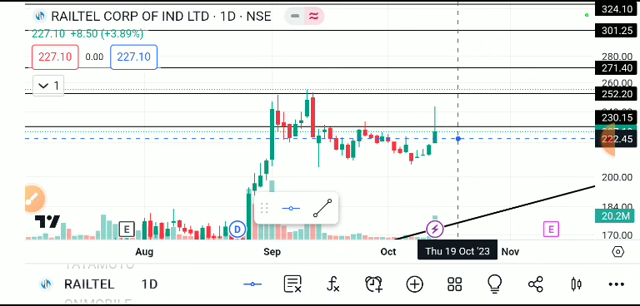 RAILTEL CORP OF IND LTD · 1D · NSE
227.10 +8.50 (+3.89%)
227.10 0.00 227.10
1
324.10
301.25
280.00
271.40
260.00
252.20
230.15
222.45
200.00
184.00
20.2M
170.00
E D E
Aug Sep Oct Thu 19 Oct '23 Nov
TATAMOTO
RAILTEL 1D
ONMOBILE